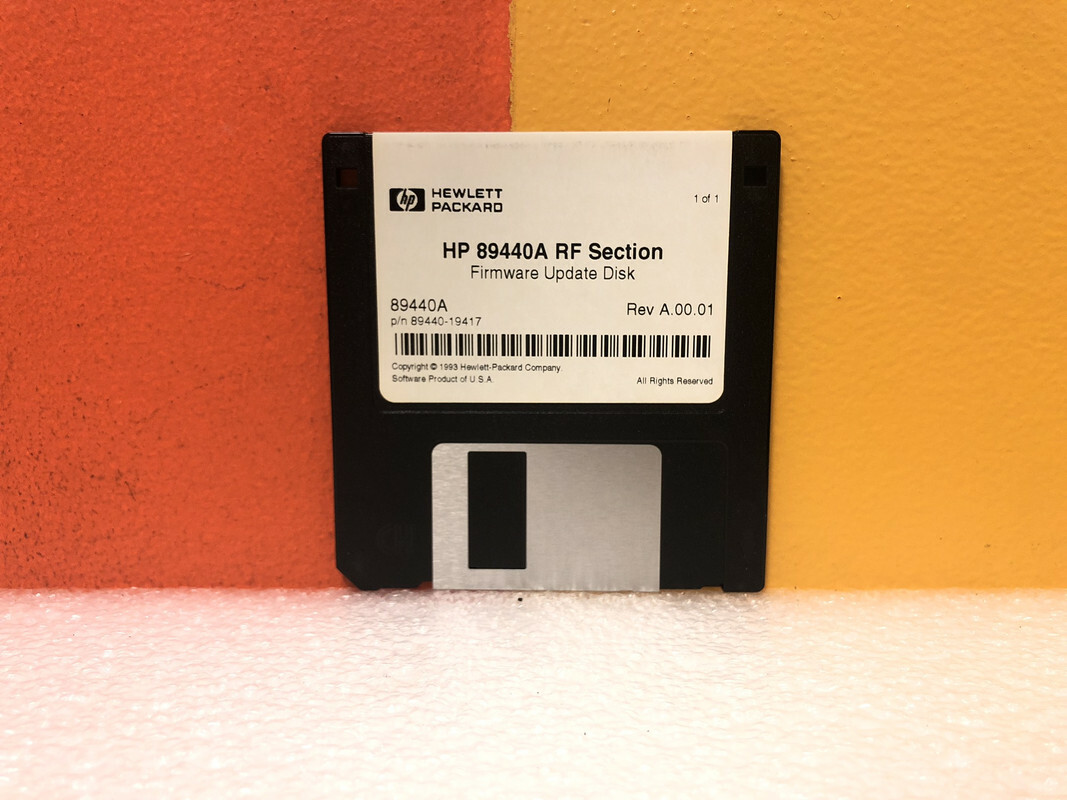 hp HEWLETT
PACKARD
1 of 1
HP 89440A RF Section
Firmware Update Disk
89440A
Rev A.00.01
p/n 89440-19417
Copyright © 1993 Hewlett-Packard Company.
Software Product of U.S.A.
All Rights Reserved